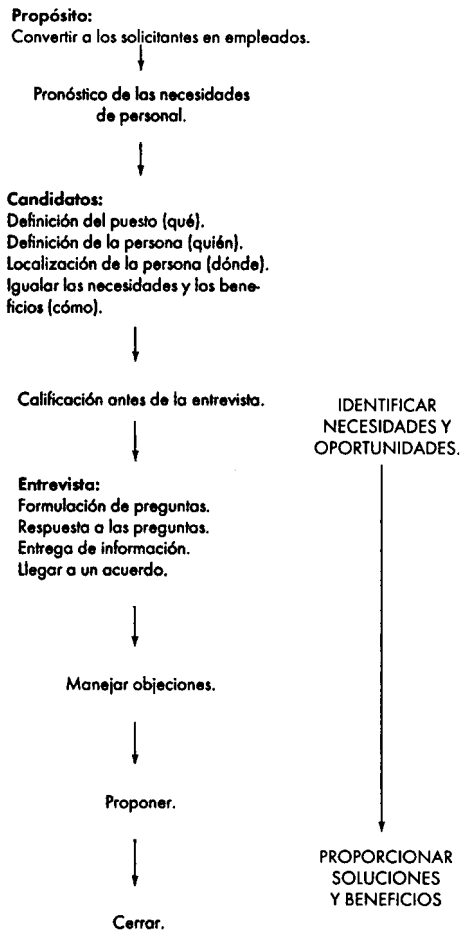 Propósito:
Convertir a los solicitantes en empleados.
Pronóstico de las necesidades
de personal.
Candidatos:
Definición del puesto (qué).
Definición de la persona (quién).
Localización de la persona (dónde).
Igualar las necesidades y los bene-
ficios (cómo).
Calificación antes de la entrevista.
Entrevista:
Formulación de preguntas.
Respuesta a las preguntas.
Entrega de información.
Llegar a un acuerdo.
Manejar objeciones.
Proponer.
Cerrar.
IDENTIFICAR
NECESIDADES Y
OPORTUNIDADES.
PROPORCIONAR
SOLUCIONES
Y BENEFICIOS